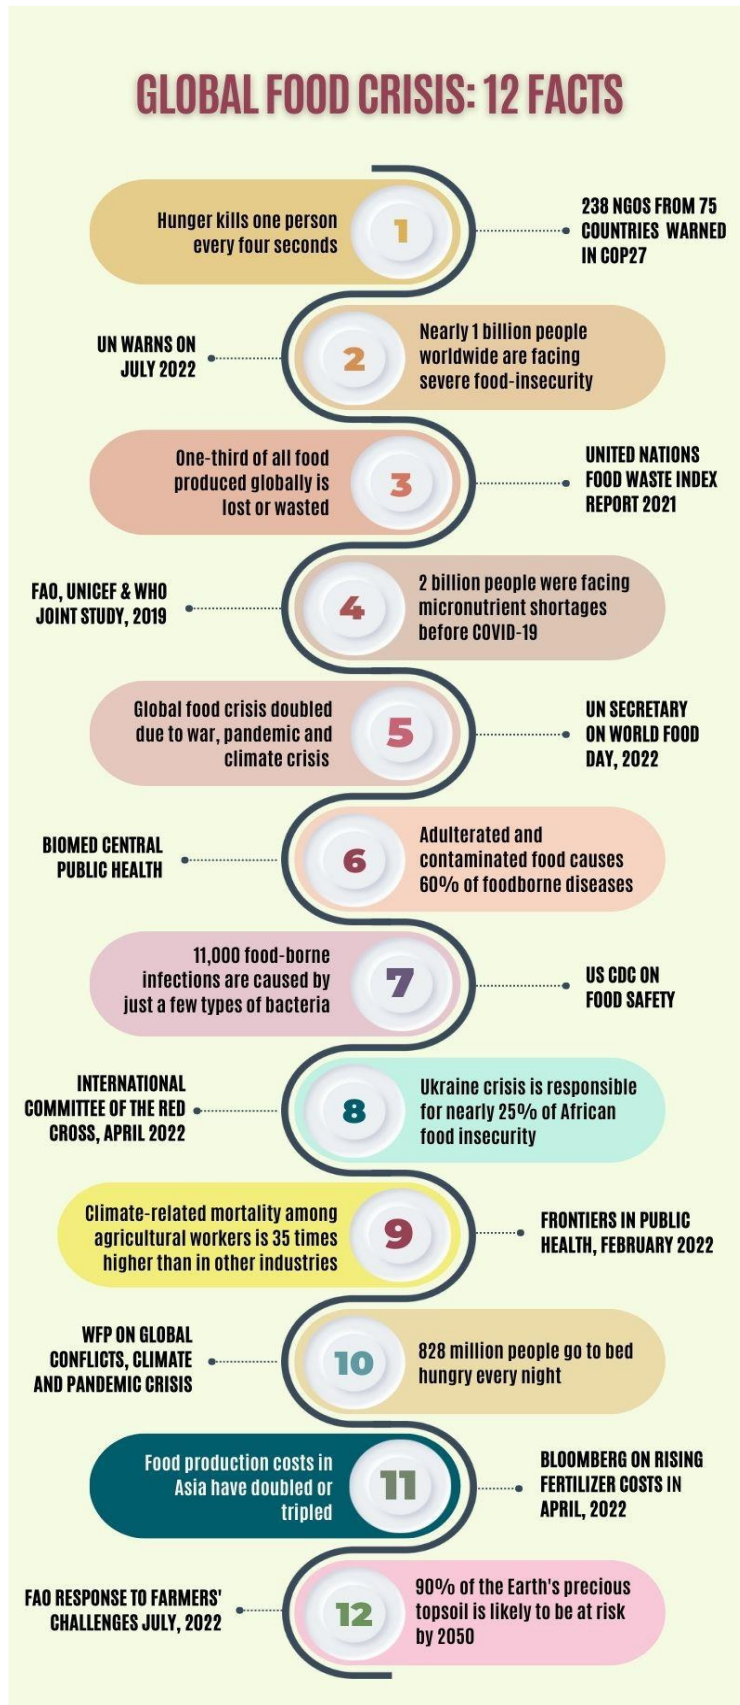 GLOBAL FOOD CRISIS: 12 FACTS
Hunger kills one person
every four seconds
1
238 NGOS FROM 75
COUNTRIES WARNED
IN COP27
UN WARNS ON
JULY 2022
2
Nearly 1 billion people
worldwide are facing
severe food-insecurity
One-third of all food
produced globally is
lost or wasted
3
UNITED NATIONS
FOOD WASTE INDEX
REPORT 2021
FAO, UNICEF & WHO
JOINT STUDY, 2019
4
2 billion people were facing
micronutrient shortages
before COVID-19
Global food crisis doubled
due to war, pandemic and
climate crisis
5
UN SECRETARY
ON WORLD FOOD
DAY, 2022
BIOMED CENTRAL
PUBLIC HEALTH
6
Adulterated and
contaminated food causes
60% of foodborne diseases
11,000 food-borne
infections are caused by
just a few types of bacteria
7
US CDC ON
FOOD SAFETY
INTERNATIONAL
COMMITTEE OF THE RED
CROSS, APRIL 2022
8
Ukraine crisis is responsible
for nearly 25% of African
food insecurity
Climate-related mortality among
agricultural workers is 35 times
higher than in other industries
9
FRONTIERS IN PUBLIC
HEALTH, FEBRUARY 2022
WFP ON GLOBAL
CONFLICTS, CLIMATE
AND PANDEMIC CRISIS
10
828 million people go to bed
hungry every night
Food production costs in
Asia have doubled or
tripled
11
BLOOMBERG ON RISING
FERTILIZER COSTS IN
APRIL, 2022
FAO RESPONSE TO FARMERS'
CHALLENGES JULY, 2022
12
90% of the Earth's precious
topsoil is likely to be at risk
by 2050